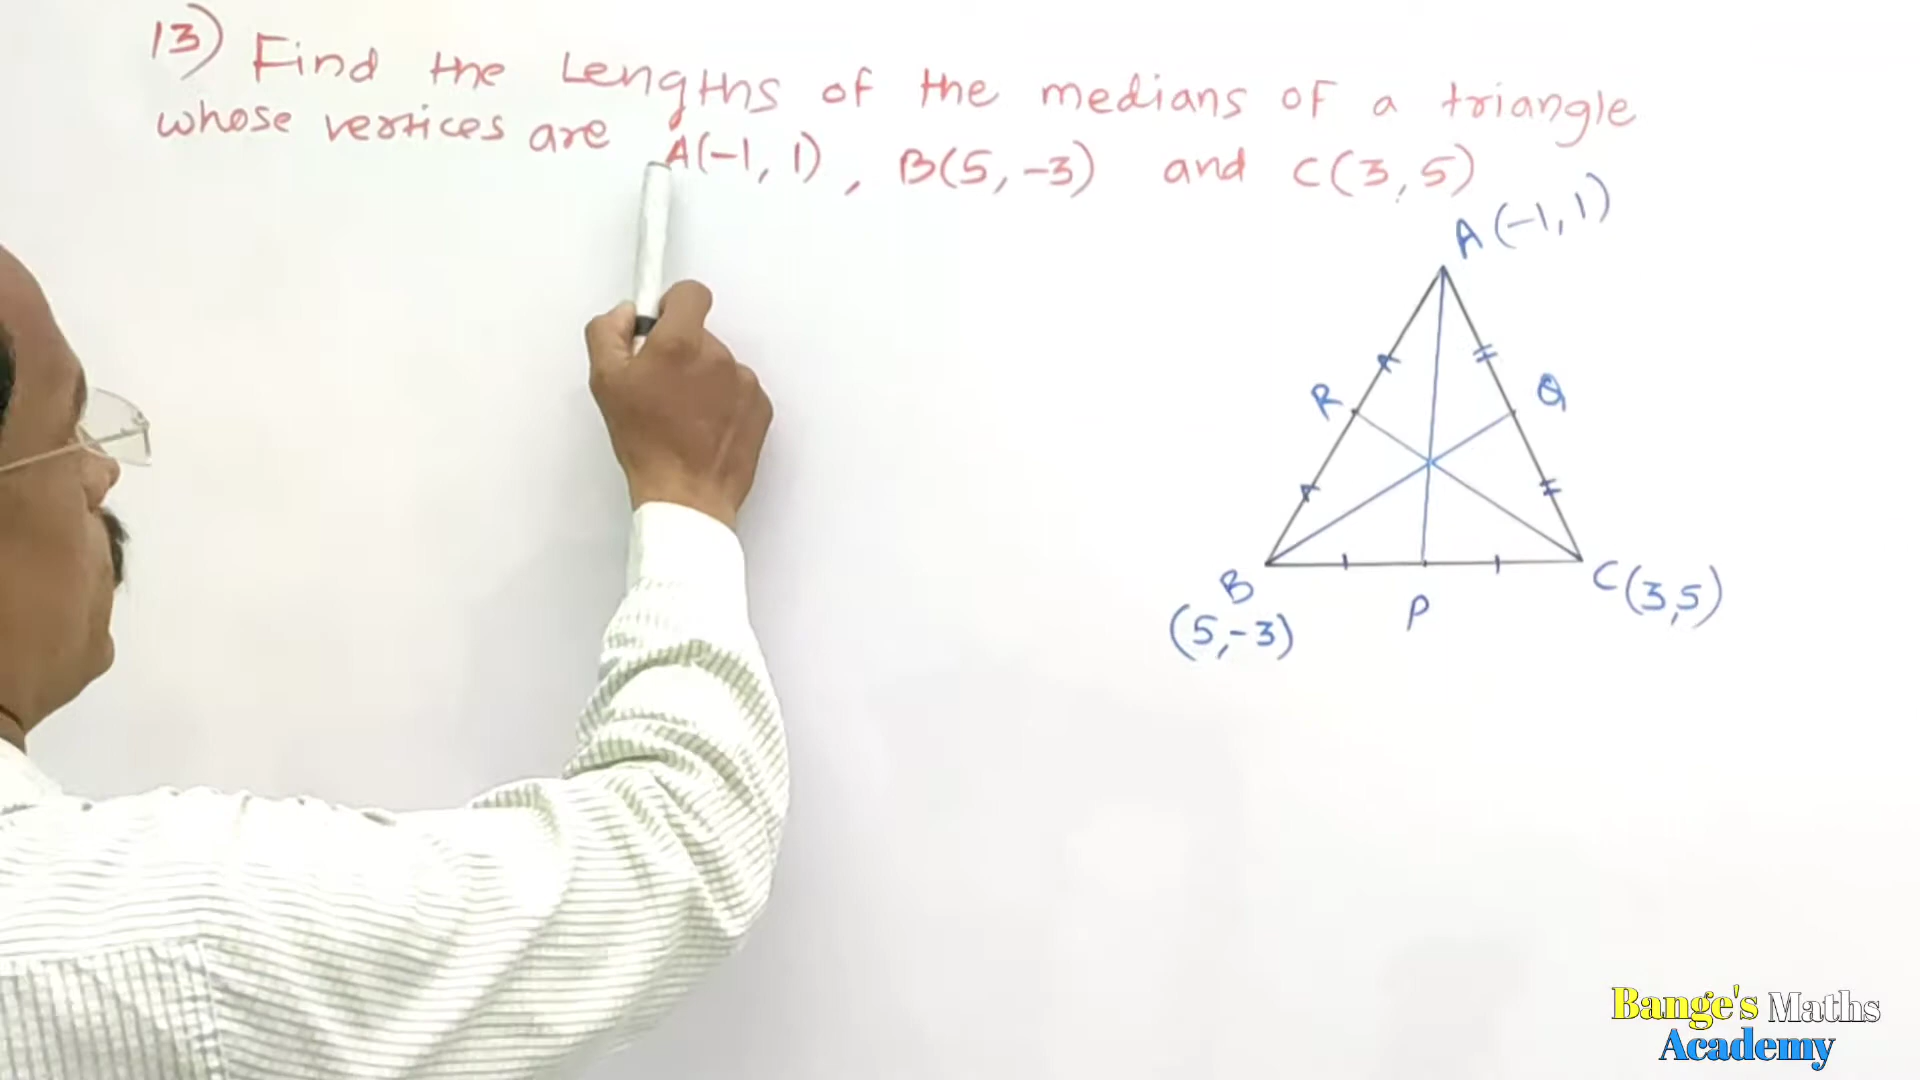 13) Find the Lengths of the medians of a triangle
whose vertices are A(-1, 1), B(5, -3) and C(3, 5)
A(-1, 1)
R
Q
B
(5, -3)
P
C(3, 5)
Bange's Maths
Academy